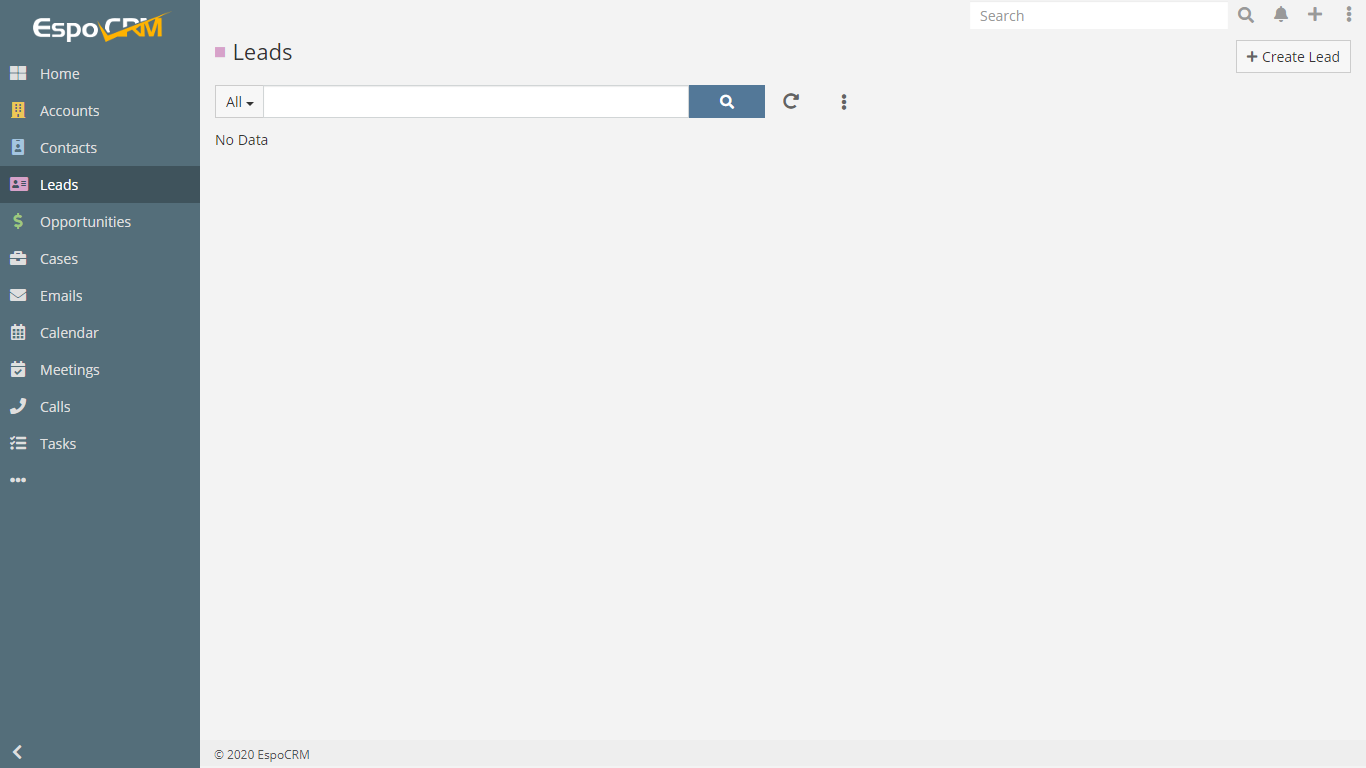 EspoCRM
Home
Accounts
Contacts
Leads
Opportunities
Cases
Emails
Calendar
Meetings
Calls
Tasks
Search
Leads
Create Lead
All
No Data
© 2020 EspoCRM